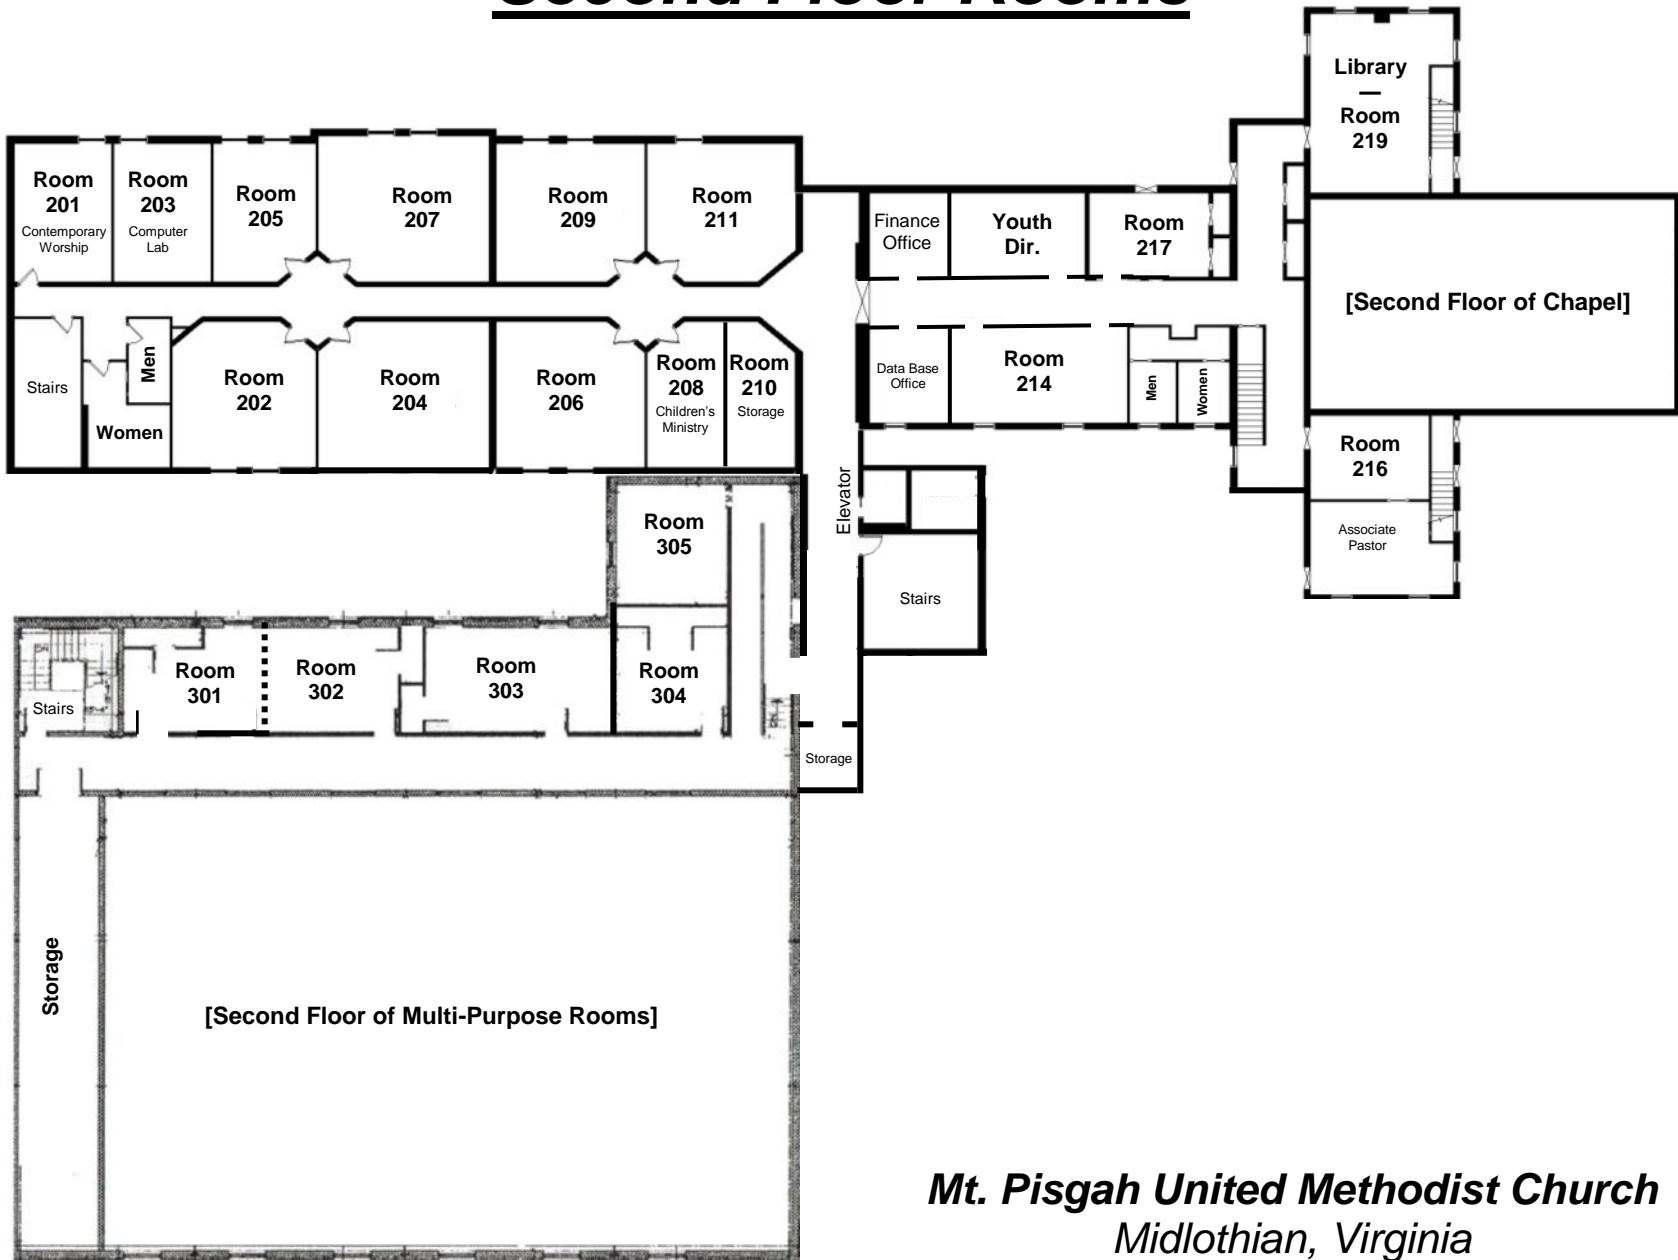 Second Floor Rooms
Library
–
Room
219
Room
201
Contemporary
Worship
Room
203
Computer
Lab
Room
205
Room
207
Room
209
Room
211
Finance
Office
Youth
Dir.
Room
217
[Second Floor of Chapel]
Stairs
Men
Women
Room
202
Room
204
Room
206
Room
208
Children's
Ministry
Room
210
Storage
Data Base
Office
Room
214
Men
Women
Room
216
Associate
Pastor
Elevator
Stairs
Room
305
Room
301
Room
302
Room
303
Room
304
DN
Stairs
DN
Storage
Storage
[Second Floor of Multi-Purpose Rooms]
Mt. Pisgah United Methodist Church
Midlothian, Virginia